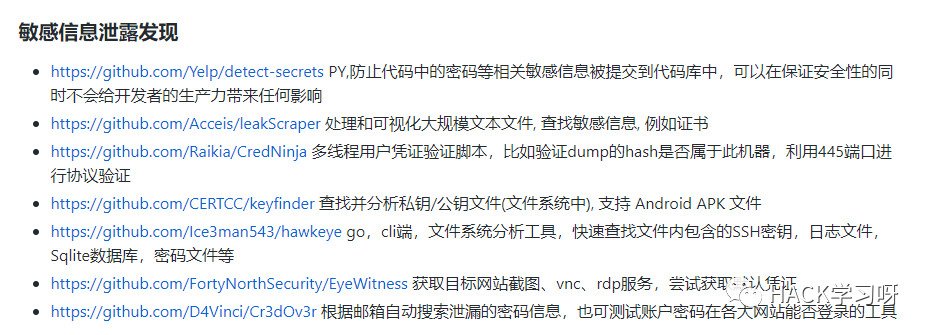 敏感信息泄露发现
https://github.com/Yelp/detect-secrets PY,防止代码中的密码等相关敏感信息被提交到代码库中，可以在保证安全性的同
时不会给开发者的生产力带来任何影响
https://github.com/Acceis/leakScraper 处理和可视化大规模文本文件, 查找敏感信息, 例如证书
https://github.com/Raikia/CredNinja 多线程用户凭证验证脚本，比如验证dump的hash是否属于此机器，利用445端口进
行协议验证
https://github.com/CERTCC/keyfinder 查找并分析私钥/公钥文件(文件系统中), 支持 Android APK 文件
https://github.com/Ice3man543/hawkeye go，cli端，文件系统分析工具，快速查找文件内包含的SSH密钥，日志文件，
Sqlite数据库，密码文件等
https://github.com/FortyNorthSecurity/EyeWitness 获取目标网站截图、vnc、rdp服务，尝试获取默认凭证
HACK学习呀
https://github.com/D4Vinci/Cr3dOv3r 根据邮箱自动搜索泄漏的密码信息，也可测试账户密码在各大网站能否登录的工具